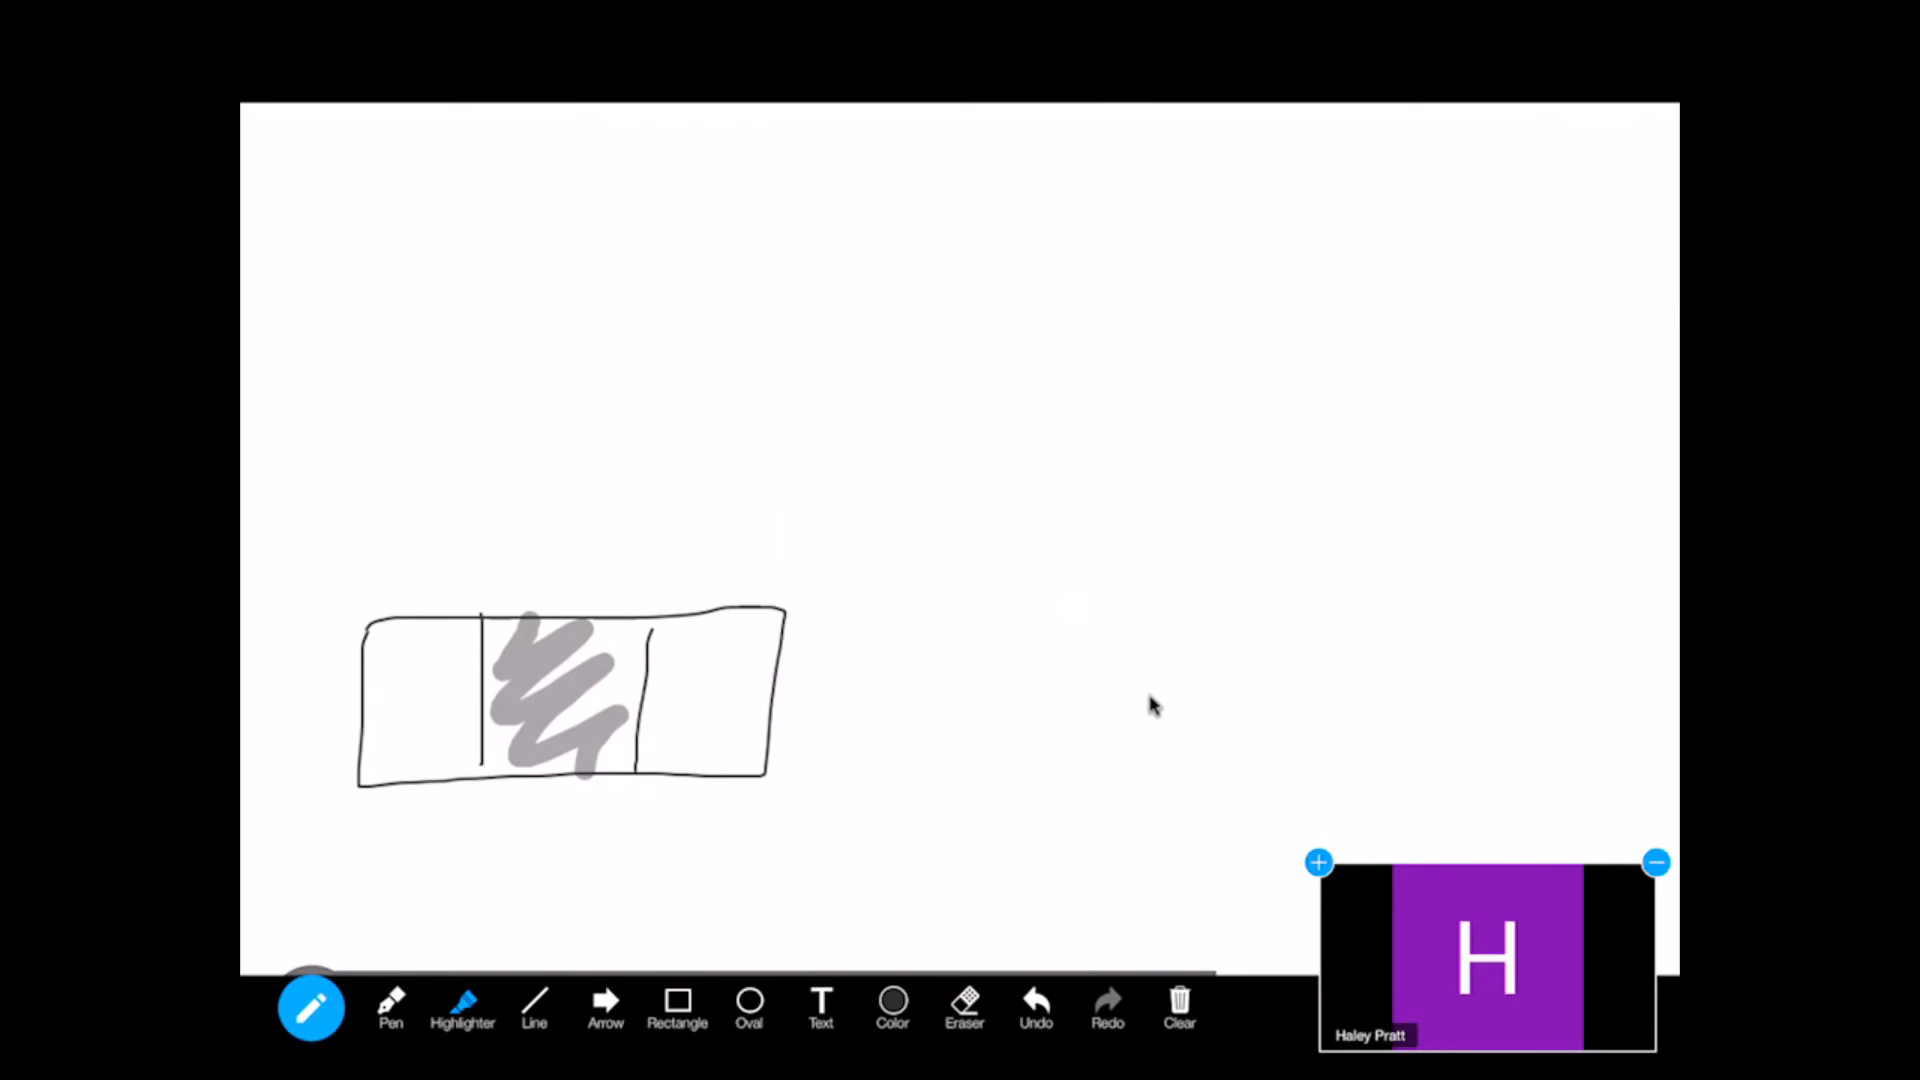 Pen
Highlighter
Line
Arrow
Rectangle
Oval
T
Text
Color
Eraser
Undo
Redo
Clear
H
Haley Pratt